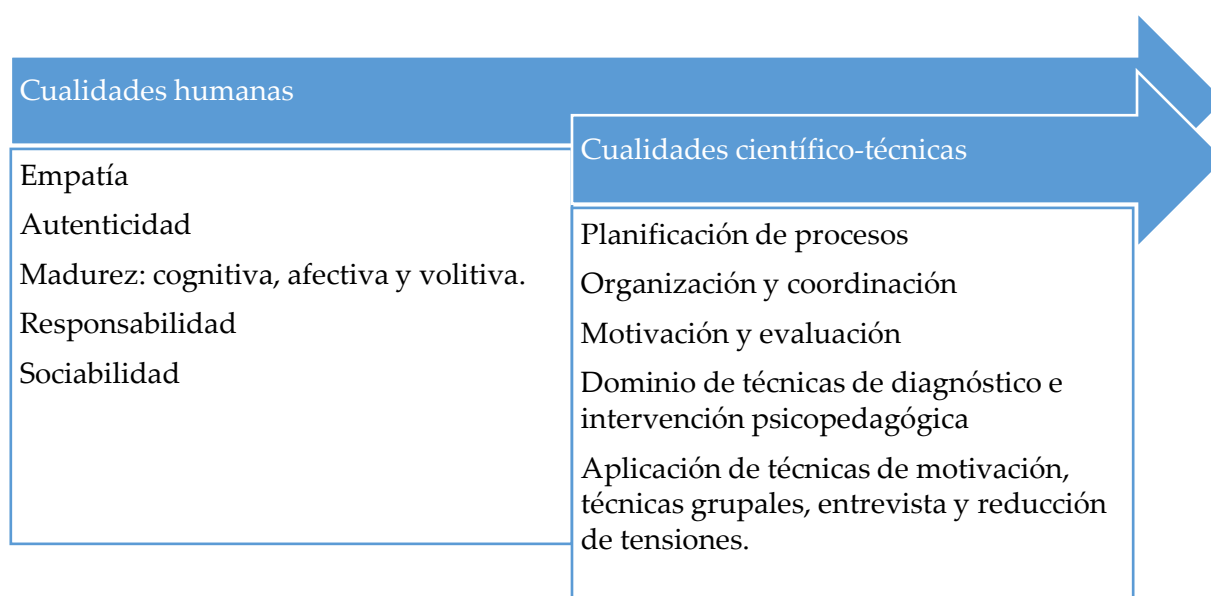 Cualidades humanas
Empatía
Autenticidad
Madurez: cognitiva, afectiva y volitiva.
Responsabilidad
Sociabilidad
Cualidades científico-técnicas
Planificación de procesos
Organización y coordinación
Motivación y evaluación
Dominio de técnicas de diagnóstico e
intervención psicopedagógica
Aplicación de técnicas de motivación,
técnicas grupales, entrevista y reducción
de tensiones.